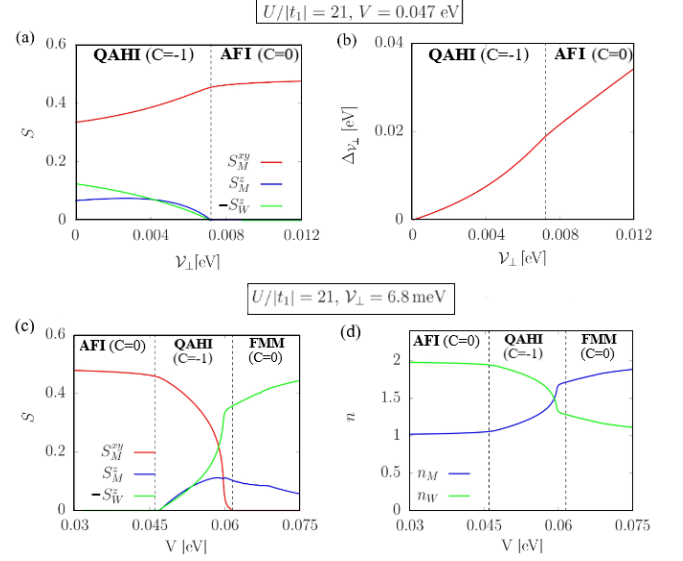 U/|t₁| = 21, V = 0.047 eV
(a)
(b)
QAHI (C=-1) AFI (C=0)
QAHI (C=-1) AFI (C=0)
0.6
0.4
0.2
0
S
S_M^{xy}
S_M^z
−S_W^z
0 0.004 0.008 0.012
𝒱⊥[eV]
0.04
0.02
0
Δ𝒱⊥ [eV]
0 0.004 0.008 0.012
𝒱⊥[eV]
U/|t₁| = 21, 𝒱⊥ = 6.8 meV
(c)
(d)
AFI (C=0) QAHI (C=-1) FMM (C=0)
AFI (C=0) QAHI (C=-1) FMM (C=0)
0.6
0.4
0.2
0
S
S_M^{xy}
S_M^z
−S_W^z
0.03 0.045 0.06 0.075
V [eV]
2
1.5
1
0.5
0
n
n_M
n_W
0.03 0.045 0.06 0.075
V [eV]